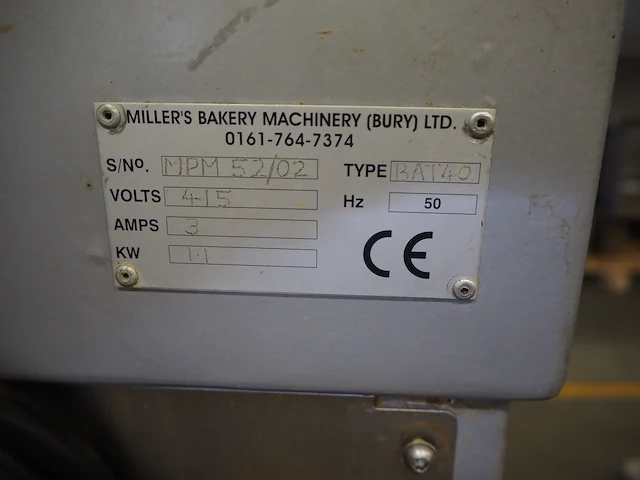 MILLER'S BAKERY MACHINERY (BURY) LTD.
0161-764-7374
S/No. MPM 52/02 TYPE BAT40
VOLTS 415 Hz 50
AMPS 3
KW 1.1
CE